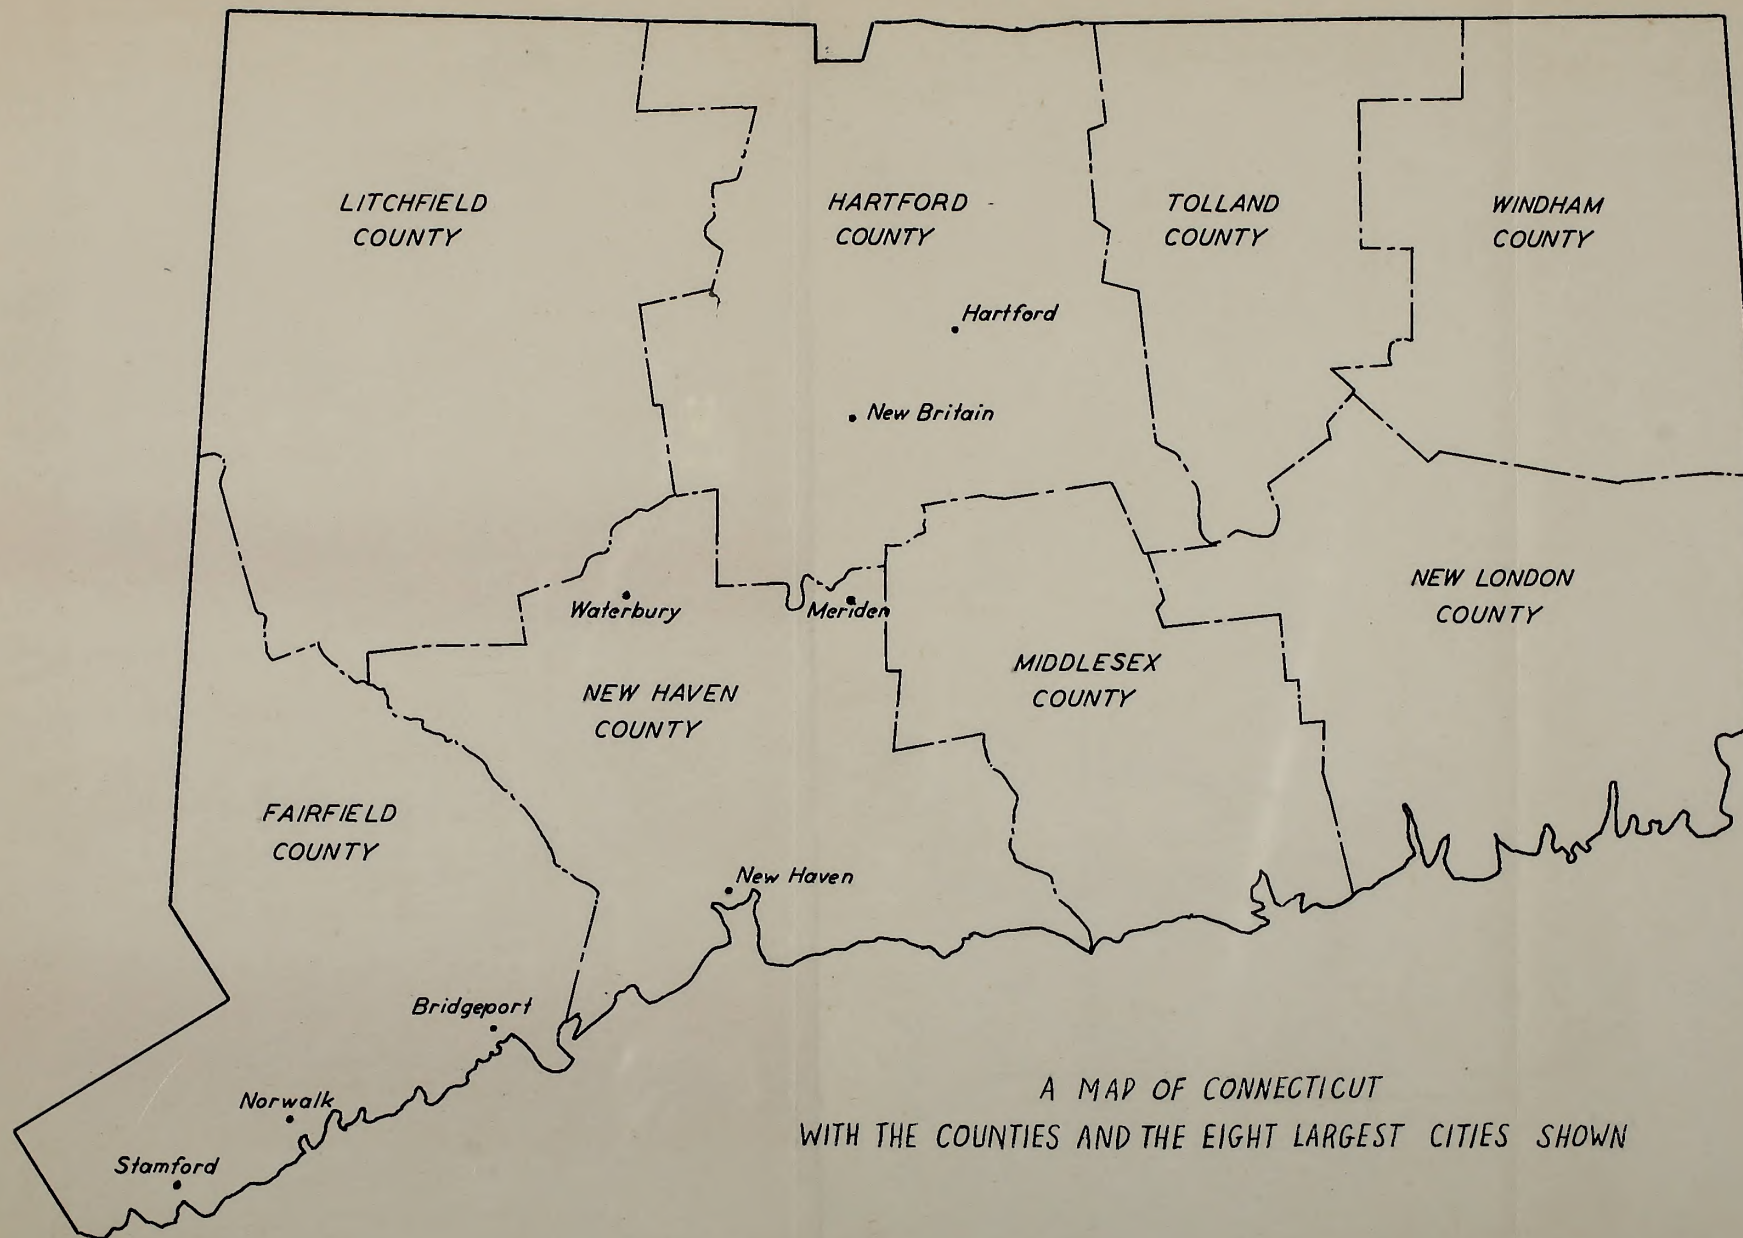 LITCHFIELD
COUNTY
HARTFORD
COUNTY
TOLLAND
COUNTY
WINDHAM
COUNTY
Hartford
New Britain
Waterbury
Meriden
NEW LONDON
COUNTY
MIDDLESEX
COUNTY
NEW HAVEN
COUNTY
FAIRFIELD
COUNTY
New Haven
Bridgeport
Norwalk
Stamford
A MAP OF CONNECTICUT
WITH THE COUNTIES AND THE EIGHT LARGEST CITIES SHOWN